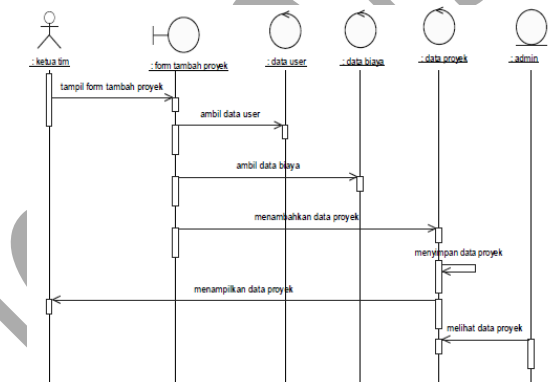 : ketua tim
: form tambah proyek
: data user
: data biaya
: data proyek
: admin
tampil form tambah proyek
ambil data user
ambil data biaya
menambahkan data proyek
menyimpan data proyek
menampilkan data proyek
melihat data proyek